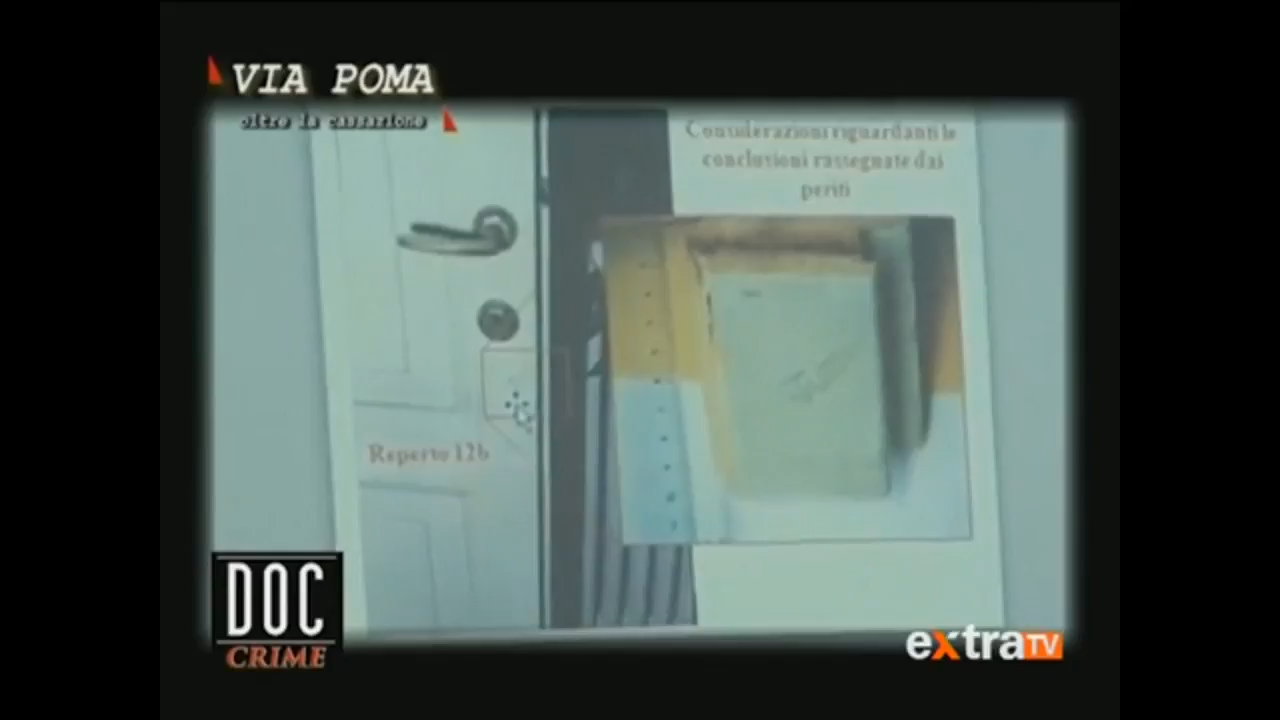 VIA POMA
oltre la cassazione
Considerazioni riguardanti le
conclusioni rassegnate dai
periti
Reperto 12b
DOC
CRIME
extraTV